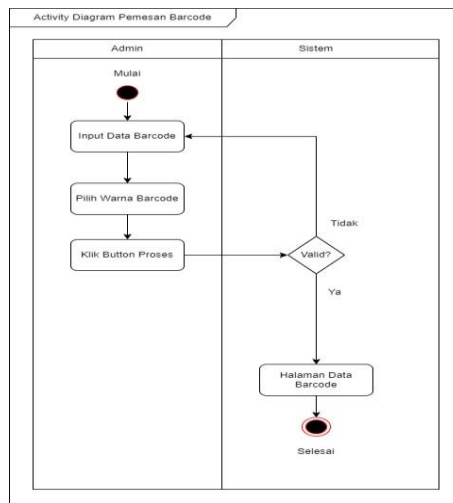 Activity Diagram Pemesan Barcode
Admin
Sistem
Mulai
Input Data Barcode
Pilih Warna Barcode
Tidak
Klik Button Proses
Valid?
Ya
Halaman Data
Barcode
Selesai